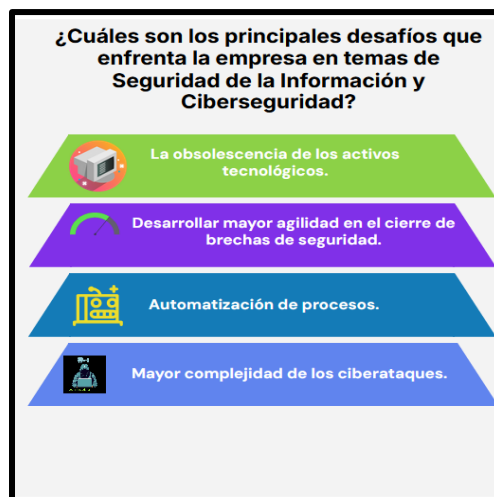 ¿Cuáles son los principales desafíos que
enfrenta la empresa en temas de
Seguridad de la Información y
Ciberseguridad?
La obsolescencia de los activos
tecnológicos.
Desarrollar mayor agilidad en el cierre de
brechas de seguridad.
Automatización de procesos.
Mayor complejidad de los ciberataques.